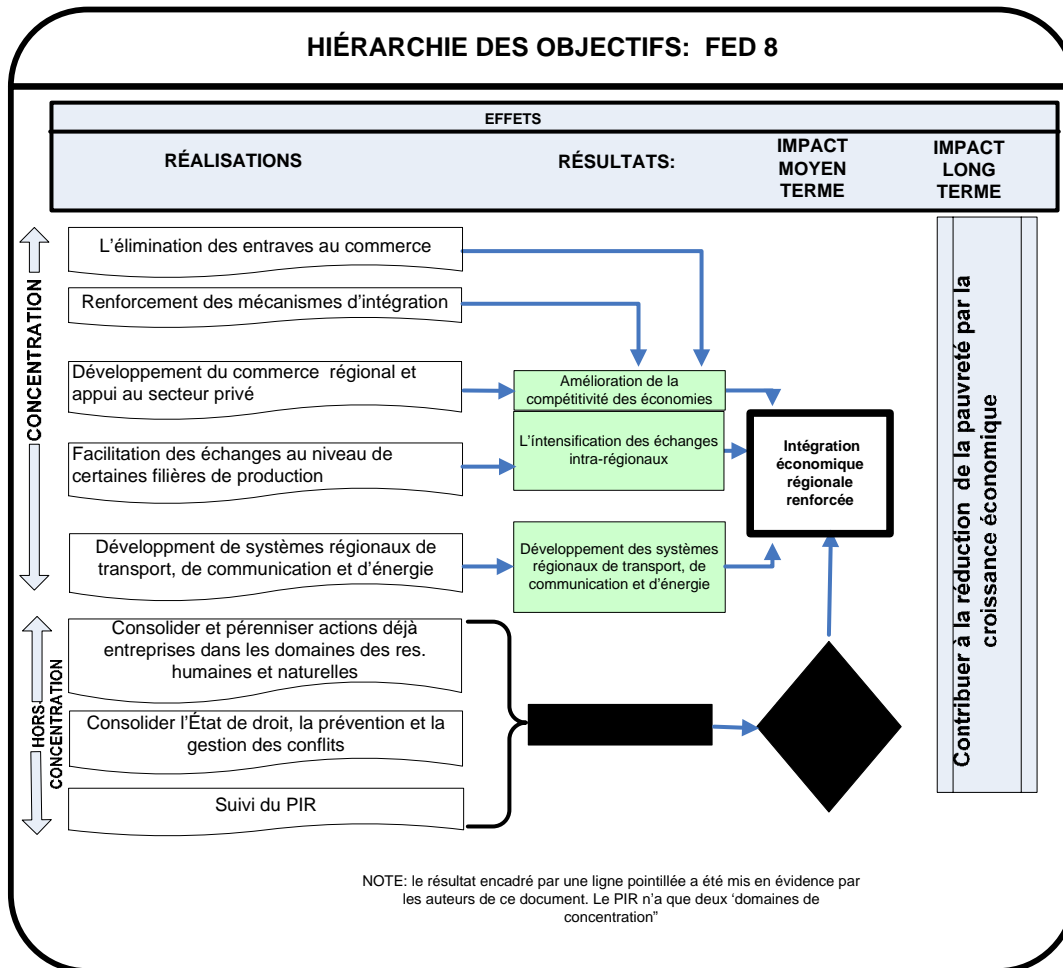 HIÉRARCHIE DES OBJECTIFS: FED 8
EFFETS
RÉALISATIONS
RÉSULTATS:
IMPACT
MOYEN
TERME
IMPACT
LONG
TERME
CONCENTRATION
L'élimination des entraves au commerce
Renforcement des mécanismes d'intégration
Développement du commerce régional et
appui au secteur privé
Facilitation des échanges au niveau de
certaines filières de production
Développment de systèmes régionaux de
transport, de communication et d'énergie
Amélioration de la
compétitivité des économies
L'íntensification des échanges
intra-régionaux
Développement des systèmes
régionaux de transport, de
communication et d'énergie
Intégration
économique
régionale
renforcée
Contribuer à la réduction de la pauvreté par la
croissance économique
HORS-
CONCENTRATION
Consolider et pérenniser actions déjà
entreprises dans les domaines des res.
humaines et naturelles
Consolider l'État de droit, la prévention et la
gestion des conflits
Suivi du PIR
NOTE: le résultat encadré par une ligne pointillée a été mis en évidence par
les auteurs de ce document. Le PIR n'a que deux 'domaines de
concentration"